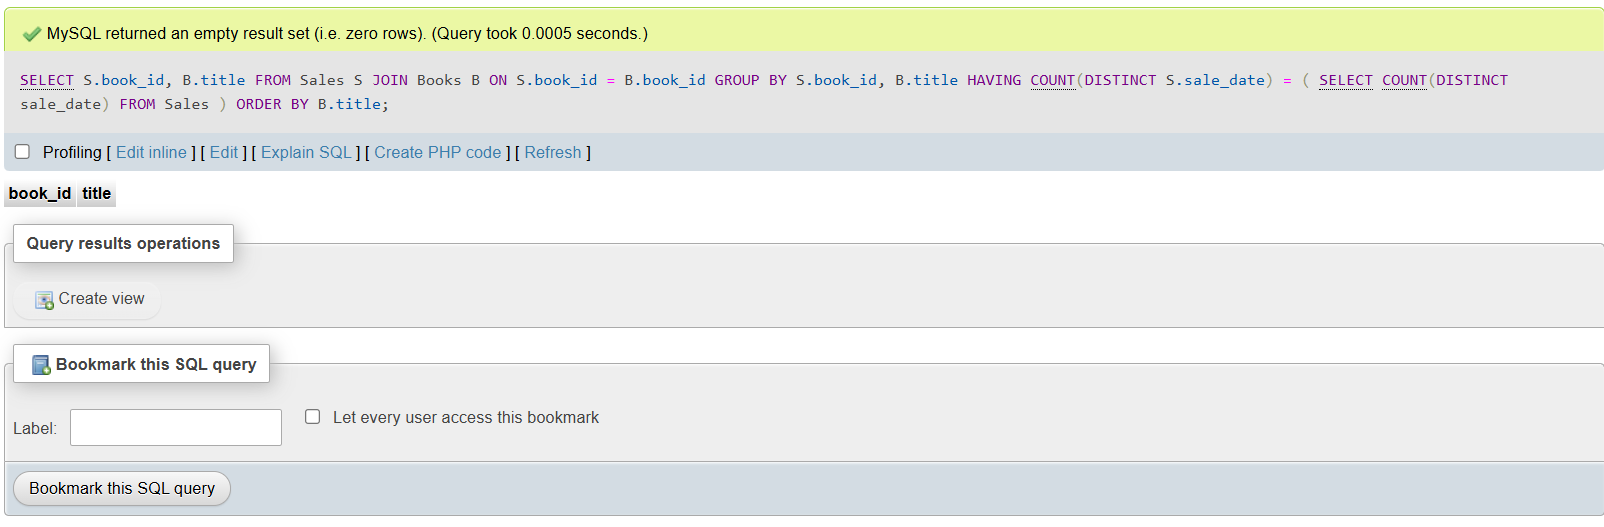 MySQL returned an empty result set (i.e. zero rows). (Query took 0.0005 seconds.)
SELECT S.book_id, B.title FROM Sales S JOIN Books B ON S.book_id = B.book_id GROUP BY S.book_id, B.title HAVING COUNT(DISTINCT S.sale_date) = ( SELECT COUNT(DISTINCT
sale_date) FROM Sales ) ORDER BY B.title;
Profiling [ Edit inline ] [ Edit ] [ Explain SQL ] [ Create PHP code ] [ Refresh ]
book_id title
Query results operations
Create view
Bookmark this SQL query
Label: Let every user access this bookmark
Bookmark this SQL query